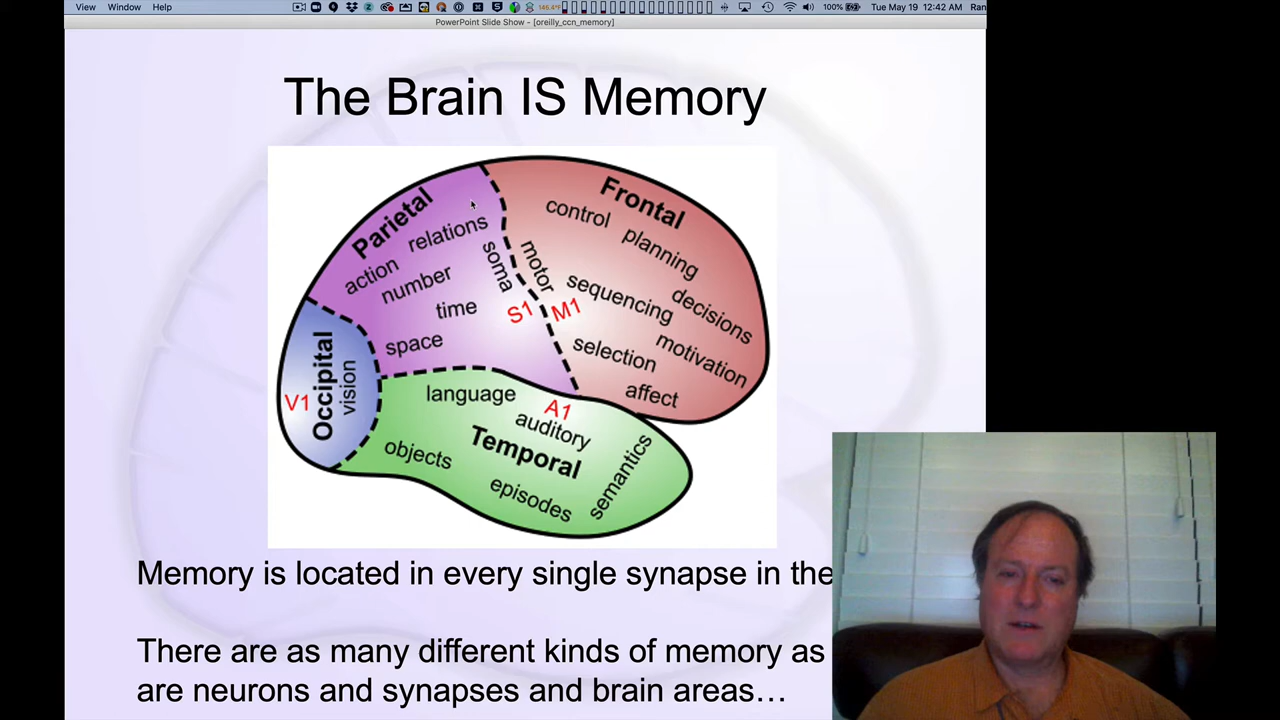 View Window Help 100% Tue May 19 12:42 AM Ran
PowerPoint Slide Show - [oreilly_ccn_memory]
The Brain IS Memory
Parietal
relations
action
number
soma
time
S1
space
Frontal
control
planning
motor
M1
sequencing
decisions
selection
motivation
affect
Occipital
vision
V1
language
A1
auditory
Temporal
objects
episodes
semantics
Memory is located in every single synapse in the
There are as many different kinds of memory as
are neurons and synapses and brain areas…